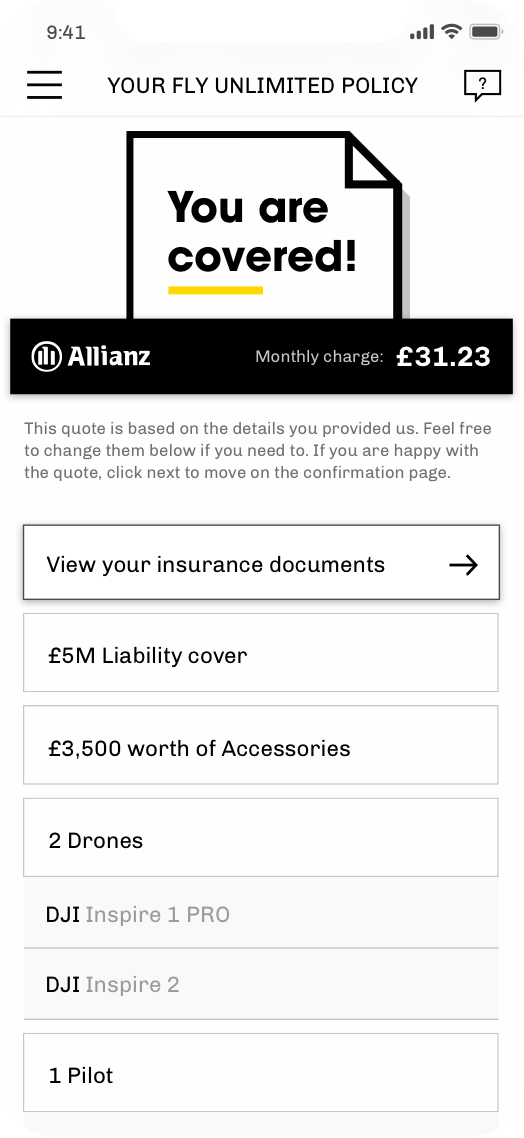 9:41
YOUR FLY UNLIMITED POLICY
?
You are
covered!
Allianz
Monthly charge: £31.23
This quote is based on the details you provided us. Feel free
to change them below if you need to. If you are happy with
the quote, click next to move on the confirmation page.
View your insurance documents
£5M Liability cover
£3,500 worth of Accessories
2 Drones
DJI Inspire 1 PRO
DJI Inspire 2
1 Pilot